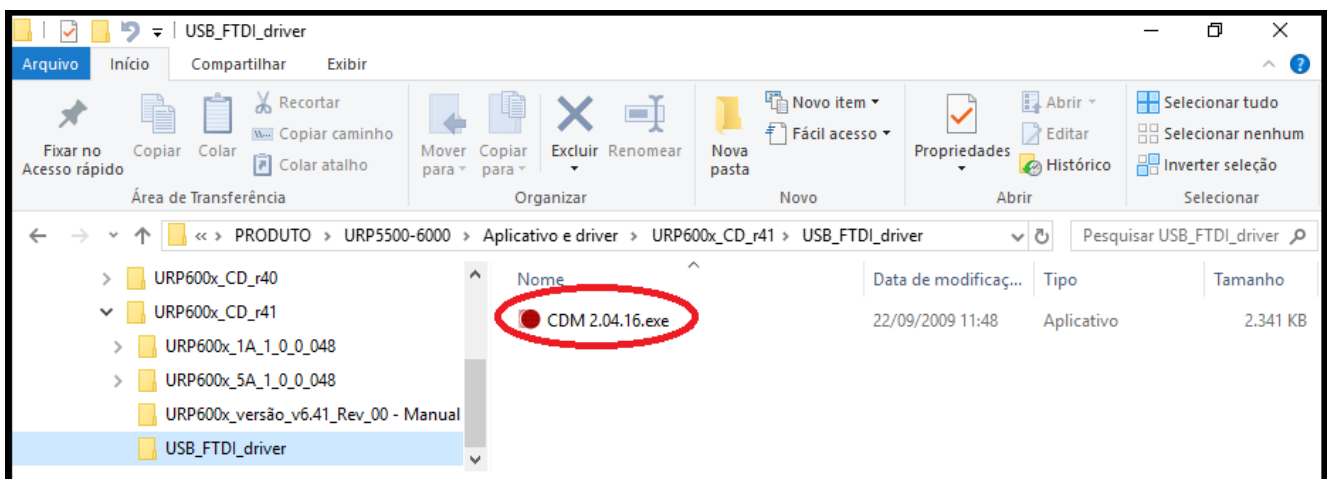 USB_FTDI_driver
Arquivo Início Compartilhar Exibir
Fixar no
Acesso rápido
Copiar
Colar
Recortar
Copiar caminho
Colar atalho
Área de Transferência
Mover
para
Copiar
para
Excluir
Renomear
Organizar
Nova
pasta
Novo item
Fácil acesso
Novo
Propriedades
Abrir
Editar
Histórico
Abrir
Selecionar tudo
Selecionar nenhum
Inverter seleção
Selecionar
« > PRODUTO > URP5500-6000 > Aplicativo e driver > URP600x_CD_r41 > USB_FTDI_driver
Pesquisar USB_FTDI_driver
URP600x_CD_r40
URP600x_CD_r41
URP600x_1A_1_0_0_048
URP600x_5A_1_0_0_048
URP600x_versão_v6.41_Rev_00 - Manual
USB_FTDI_driver
Nome Data de modificaç... Tipo Tamanho
CDM 2.04.16.exe 22/09/2009 11:48 Aplicativo 2.341 KB